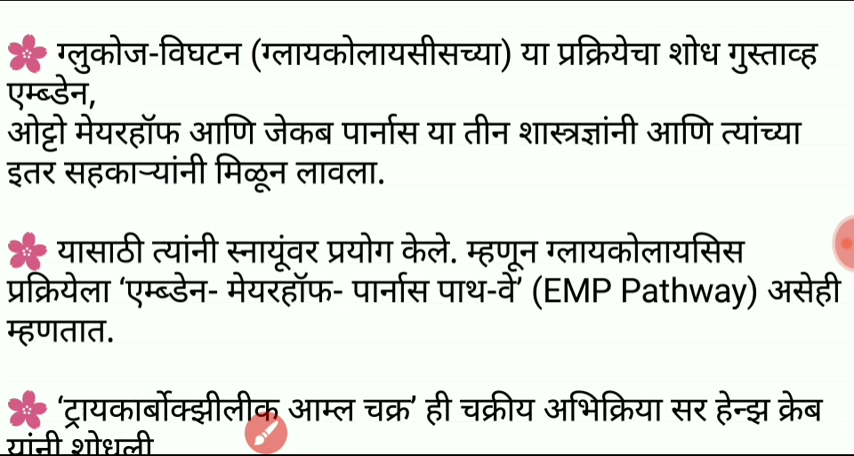 🌸 ग्लुकोज-विघटन (ग्लायकोलायसीसच्या) या प्रक्रियेचा शोध गुस्ताव्ह
एम्ब्डेन,
ओट्टो मेयरहॉफ आणि जेकब पार्नास या तीन शास्त्रज्ञांनी आणि त्यांच्या
इतर सहकाऱ्यांनी मिळून लावला.
🌸 यासाठी त्यांनी स्नायूंवर प्रयोग केले. म्हणून ग्लायकोलायसिस
प्रक्रियेला ‘एम्ब्डेन- मेयरहॉफ- पार्नास पाथ-वे’ (EMP Pathway) असेही
म्हणतात.
🌸 ‘ट्रायकार्बोक्झीलीक आम्ल चक्र’ ही चक्रीय अभिक्रिया सर हेन्झ क्रेब
यांनी शोधली